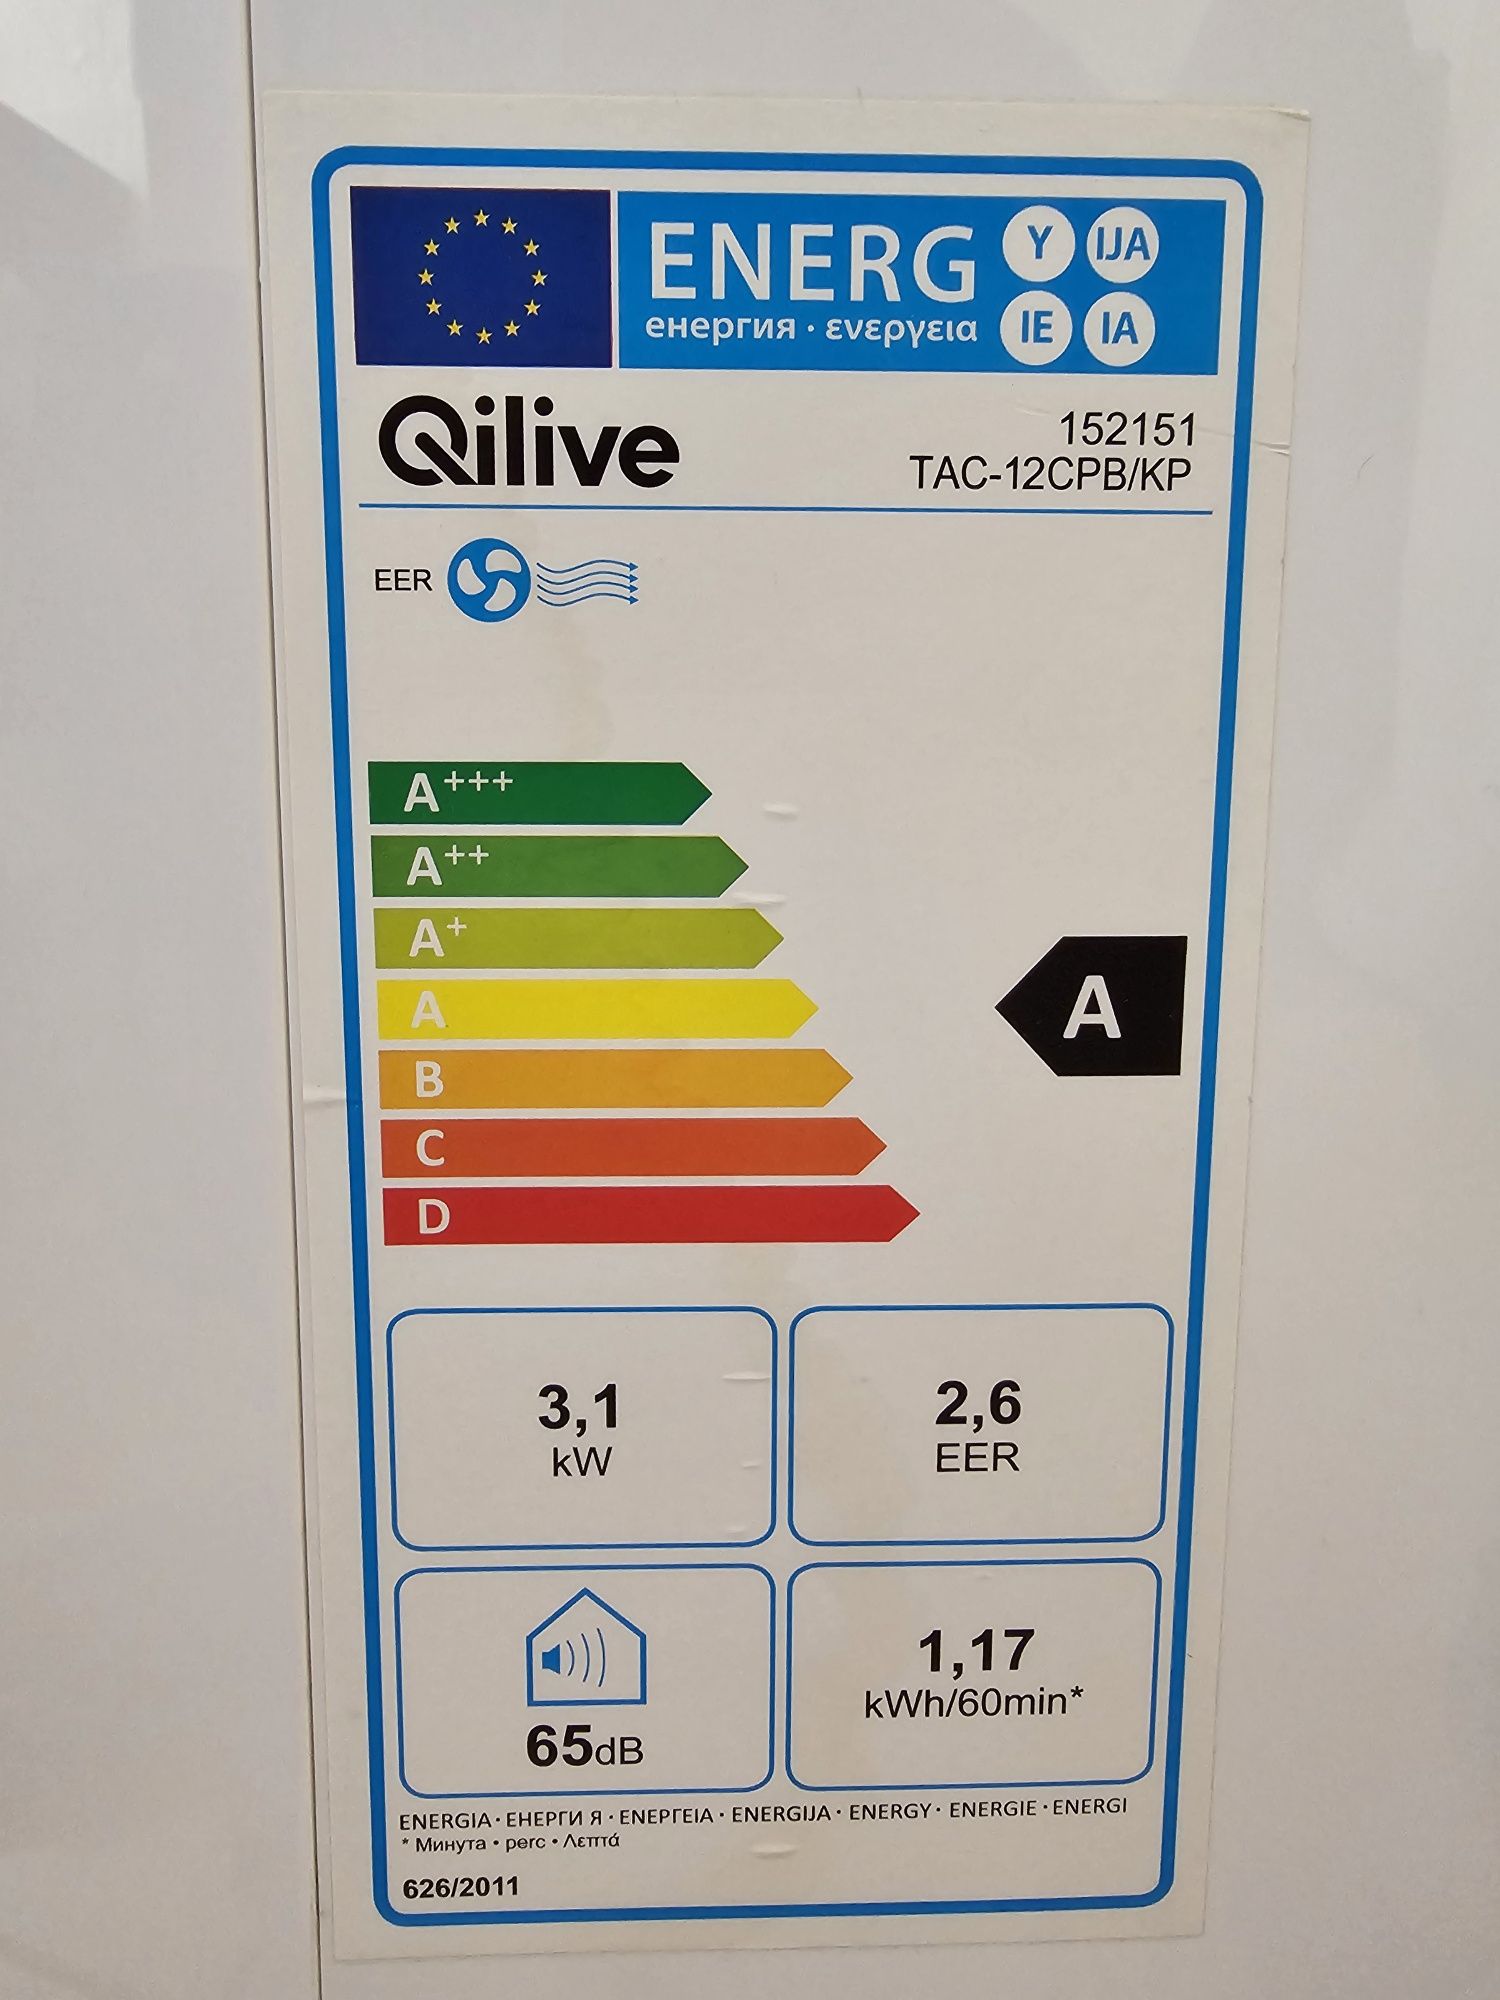 ENERG Y IJA
енергия · ενεργεια IE IA
Qilive
152151
TAC-12CPB/KP
EER
A+++
A++
A+
A
A
B
C
D
3,1
kW
2,6
EER
65dB
1,17
kWh/60min*
ENERGIA · ЕНЕРГИ Я · ΕΝΕΡΓΕΙΑ · ENERGIJA · ENERGY · ENERGIE · ENERGI
* Минута • perc • Λεπτά
626/2011